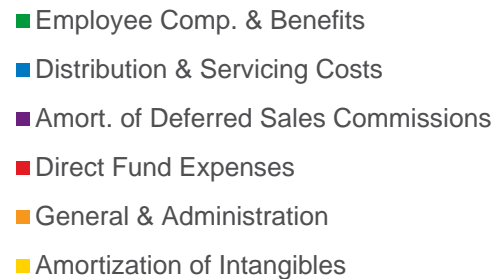 Employee Comp. & Benefits
Distribution & Servicing Costs
Amort. of Deferred Sales Commissions
Direct Fund Expenses
General & Administration
Amortization of Intangibles